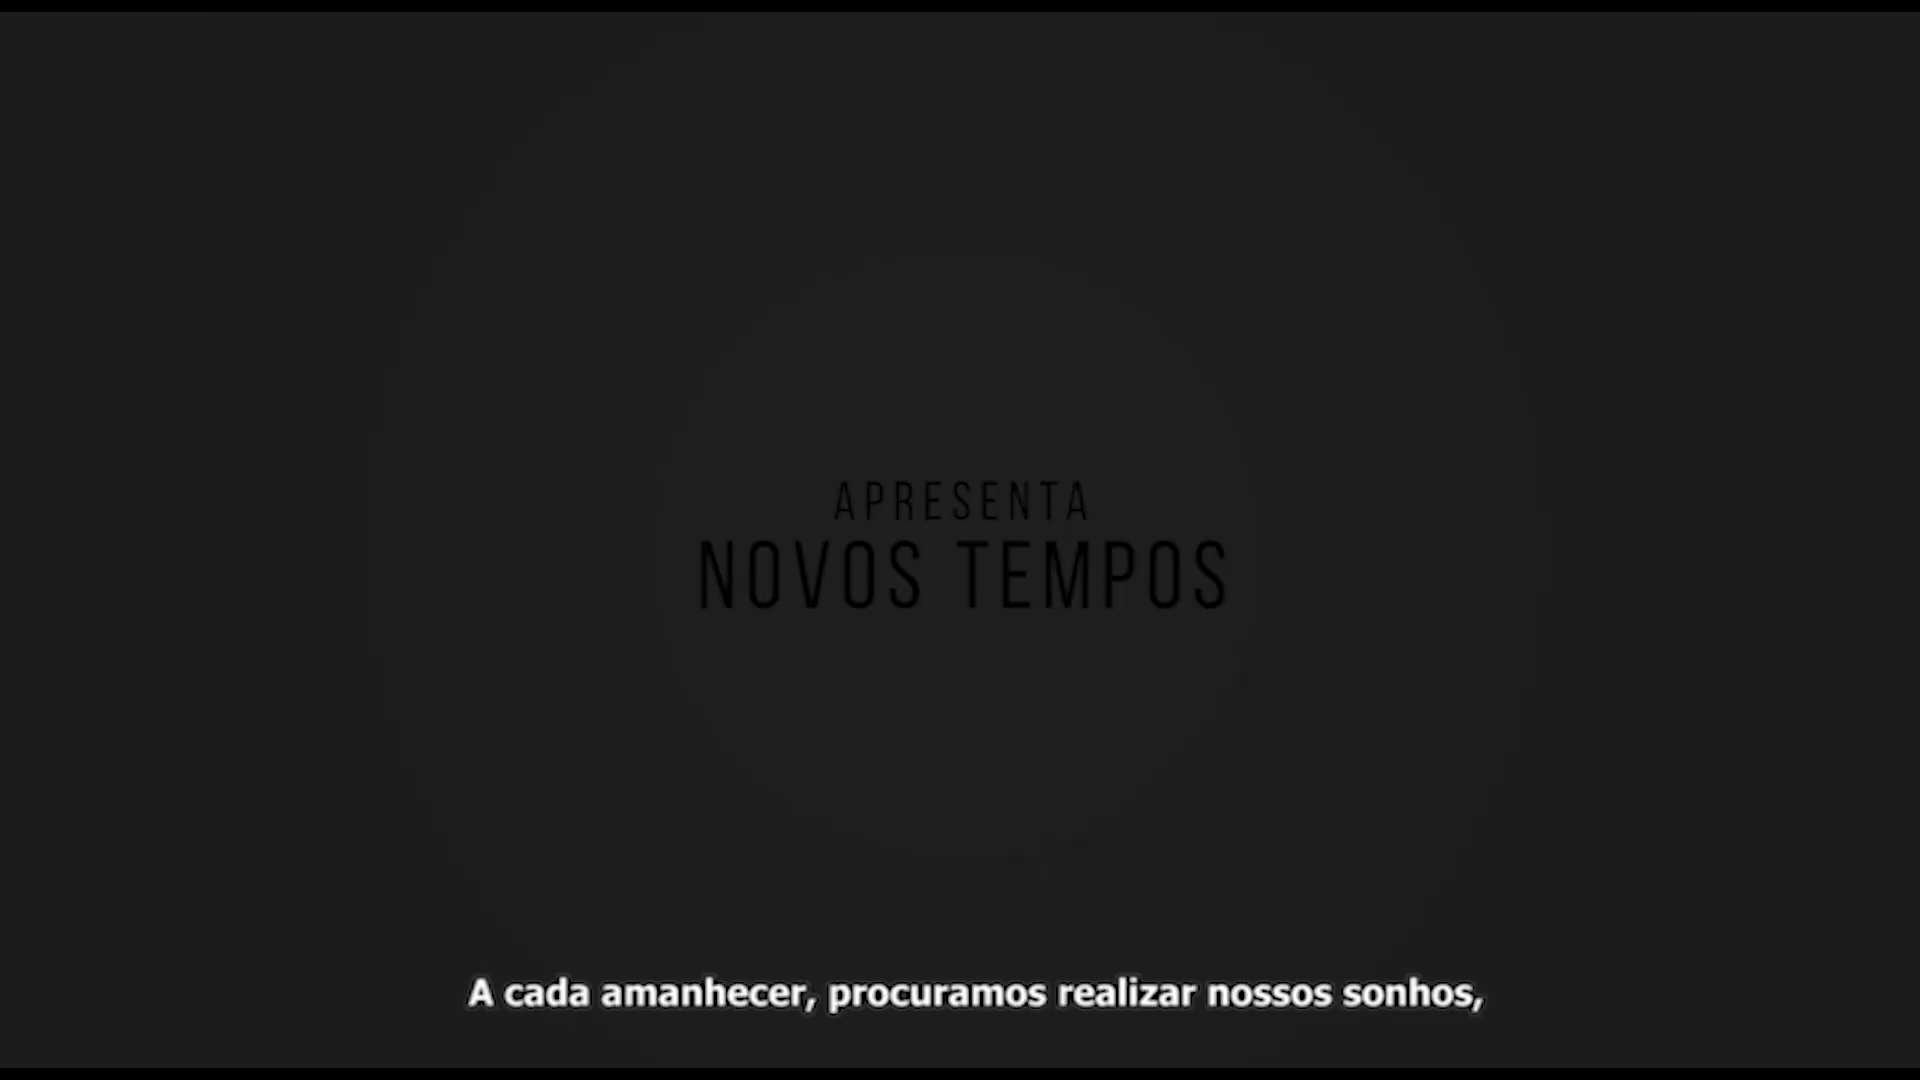 APRESENTA
NOVOS TEMPOS
A cada amanhecer, procuramos realizar nossos sonhos,